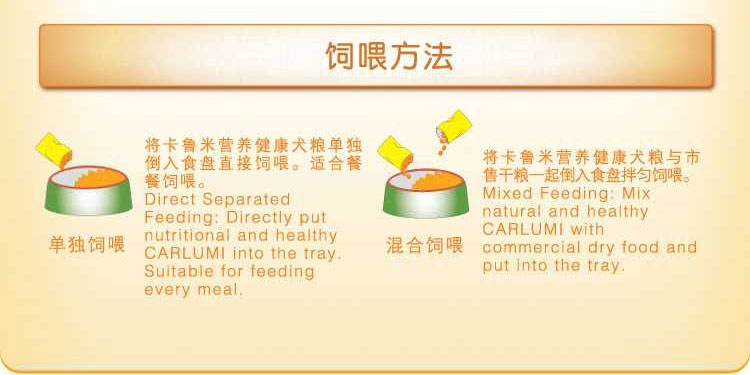 饲喂方法
将卡鲁米营养健康犬粮单独
倒入食盘直接饲喂。适合餐
餐饲喂。
Direct Separated
Feeding: Directly put
nutritional and healthy
CARLUMI into the tray.
Suitable for feeding
every meal.
单独饲喂
将卡鲁米营养健康犬粮与市
售干粮一起倒入食盘拌匀饲喂。
Mixed Feeding: Mix
natural and healthy
CARLUMI with
commercial dry food and
put into the tray.
混合饲喂